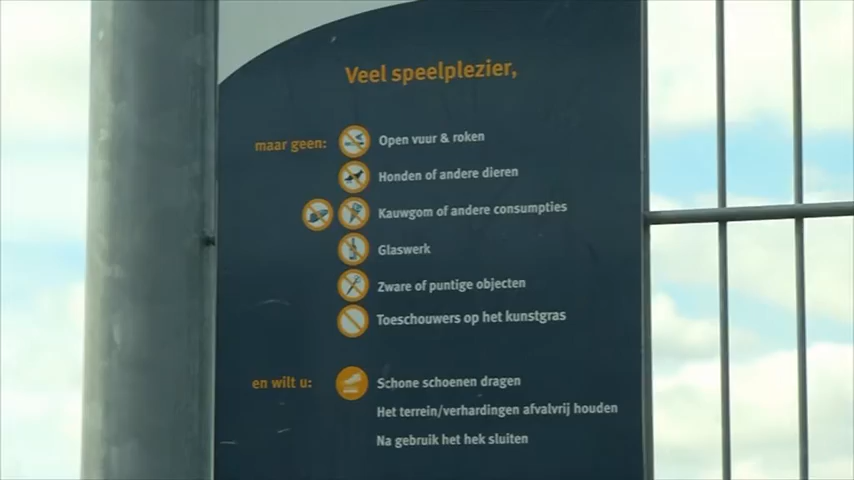 Veel speelplezier,
maar geen: Open vuur & roken
Honden of andere dieren
Kauwgom of andere consumpties
Glaswerk
Zware of puntige objecten
Toeschouwers op het kunstgras
en wilt u: Schone schoenen dragen
Het terrein/verhardingen afvalvrij houden
Na gebruik het hek sluiten